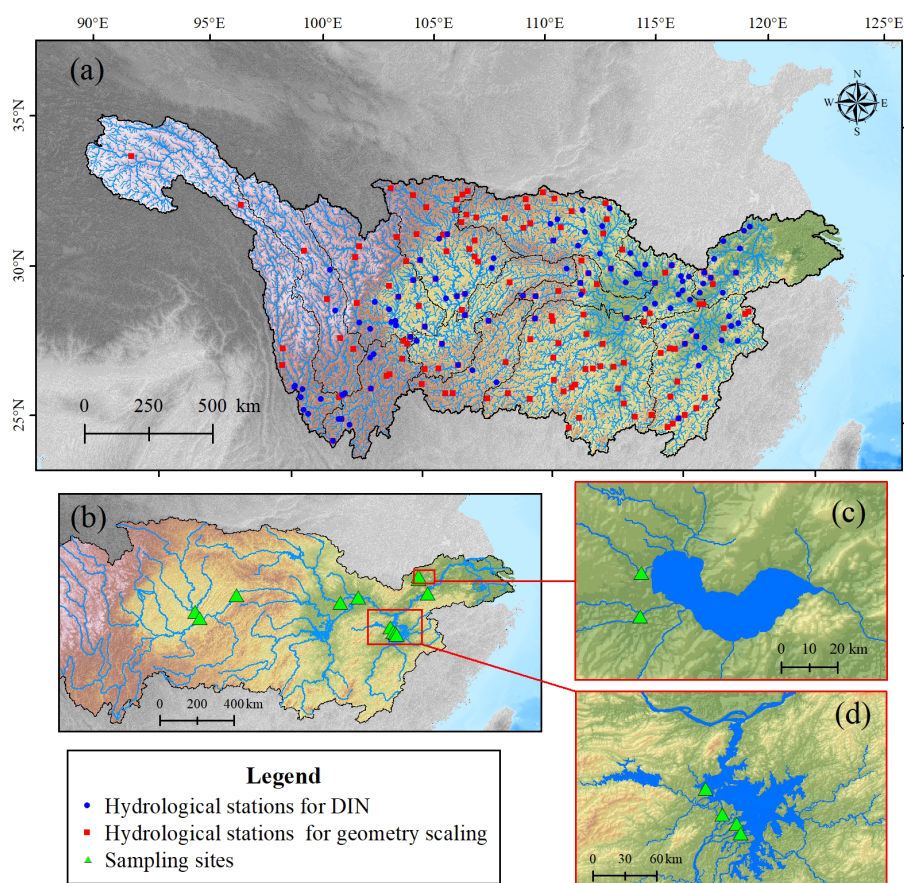 90°E 95°E 100°E 105°E 110°E 115°E 120°E 125°E
(a)
N
W E
S
35°N
30°N
25°N
0 250 500 km
(b)
0 200 400 km
(c)
0 10 20 km
(d)
0 30 60 km
Legend
Hydrological stations for DIN
Hydrological stations for geometry scaling
Sampling sites